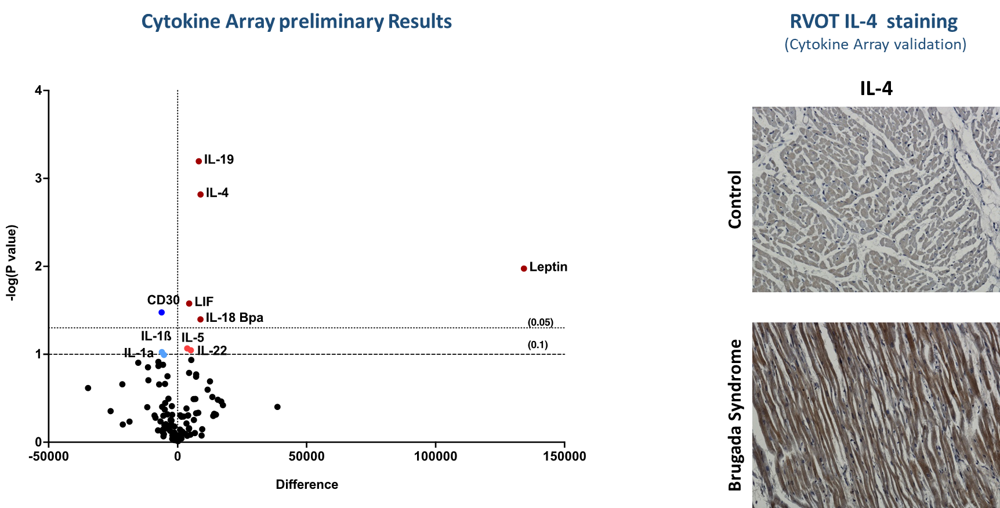 Cytokine Array preliminary Results
RVOT IL-4 staining
(Cytokine Array validation)
IL-4
Control
Brugada Syndrome
4
3
2
1
0
-log(P value)
IL-19
IL-4
Leptin
CD30
LIF
IL-18 Bpa
(0.05)
IL-1ß
IL-5
(0.1)
IL-1a
IL-22
-50000
0
50000
100000
150000
Difference